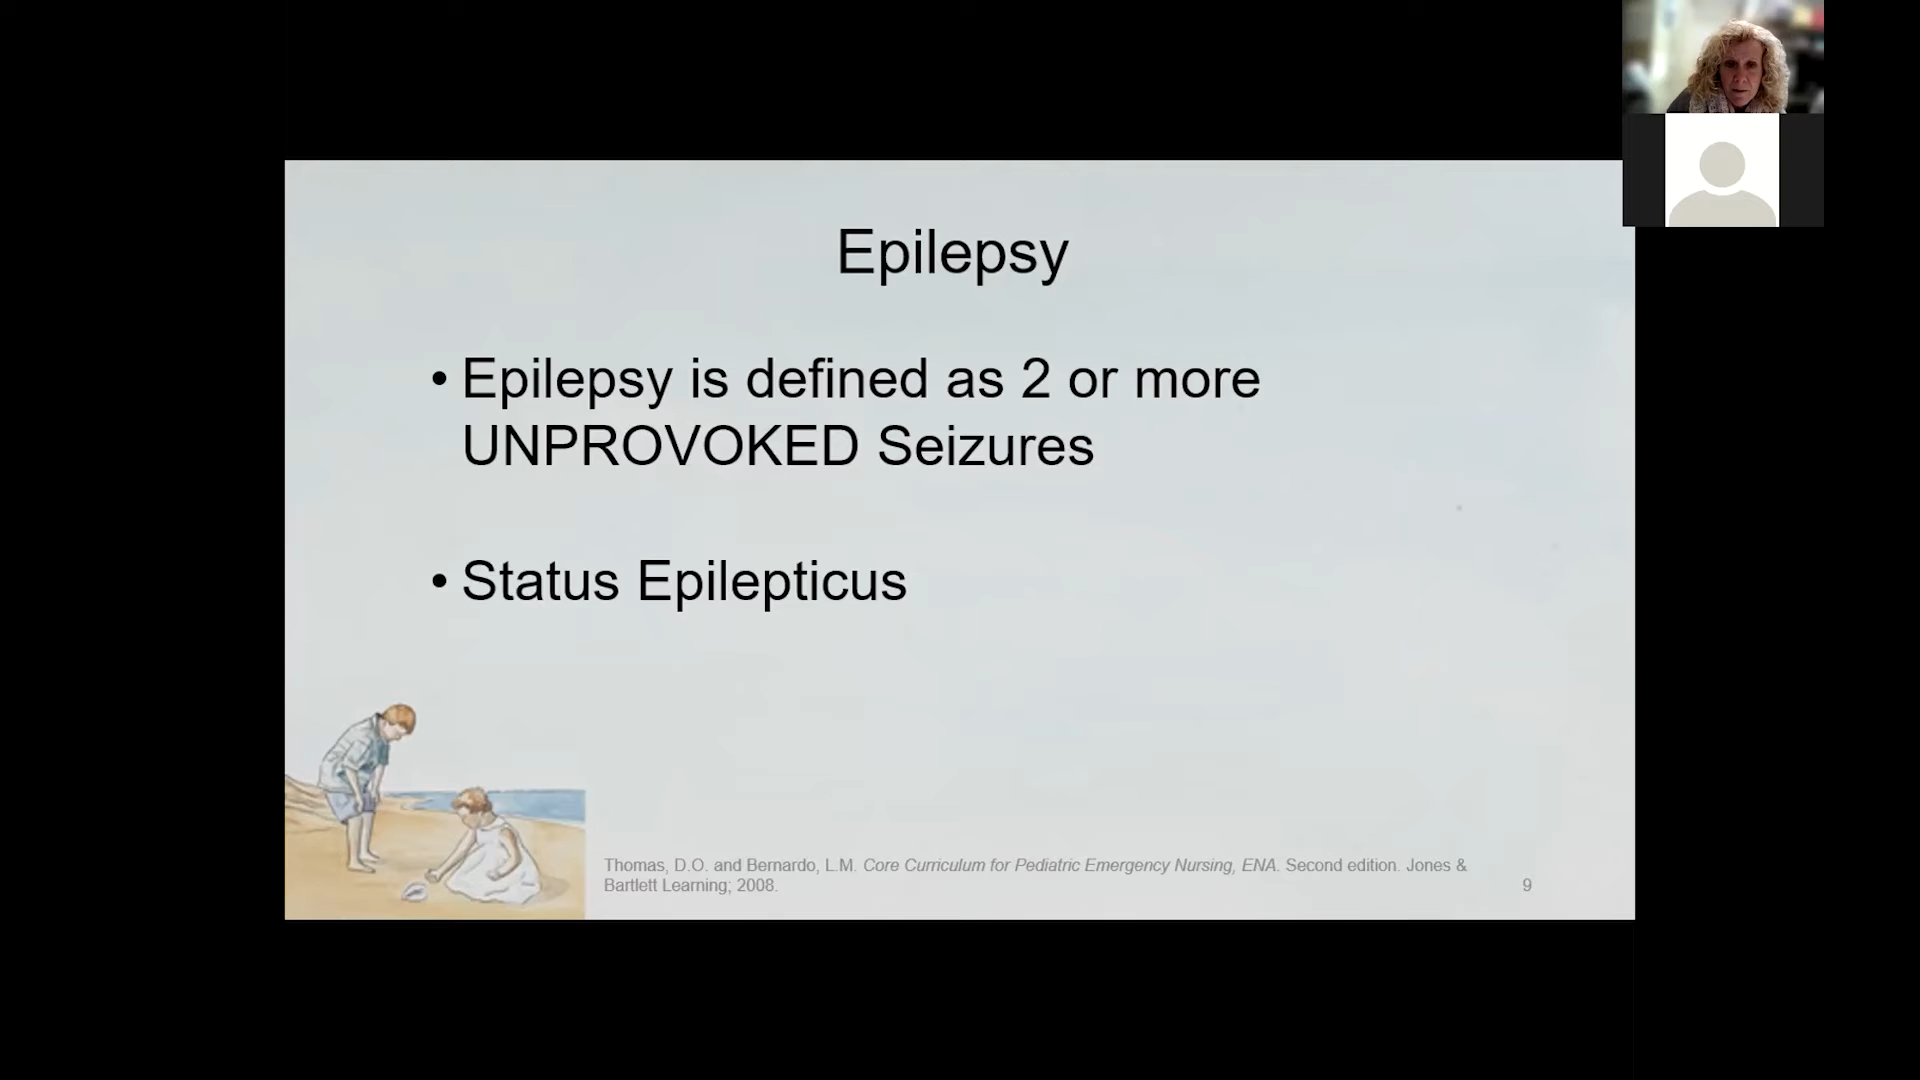 Epilepsy
• Epilepsy is defined as 2 or more
UNPROVOKED Seizures
• Status Epilepticus
Thomas, D.O. and Bernardo, L.M. Core Curriculum for Pediatric Emergency Nursing, ENA. Second edition. Jones &
Bartlett Learning; 2008.
9